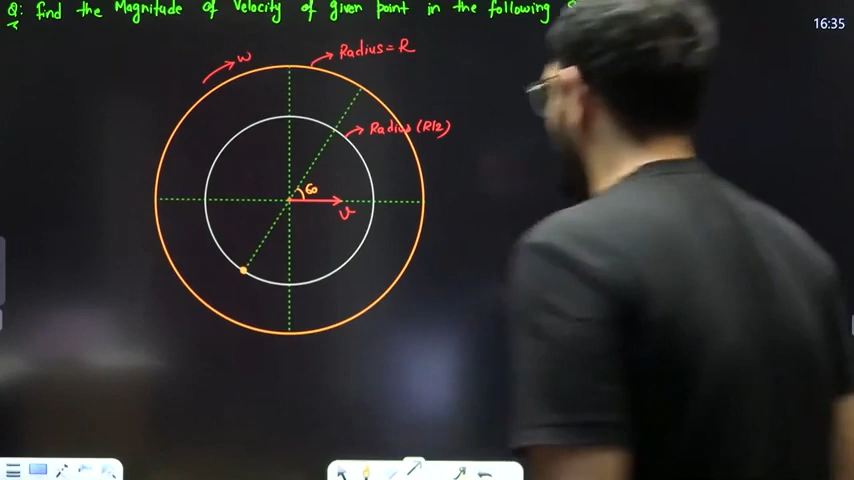 Q: find the Magnitude of Velocity of given point in the following
16:35
w
Radius = R
Radius (R/2)
60
v